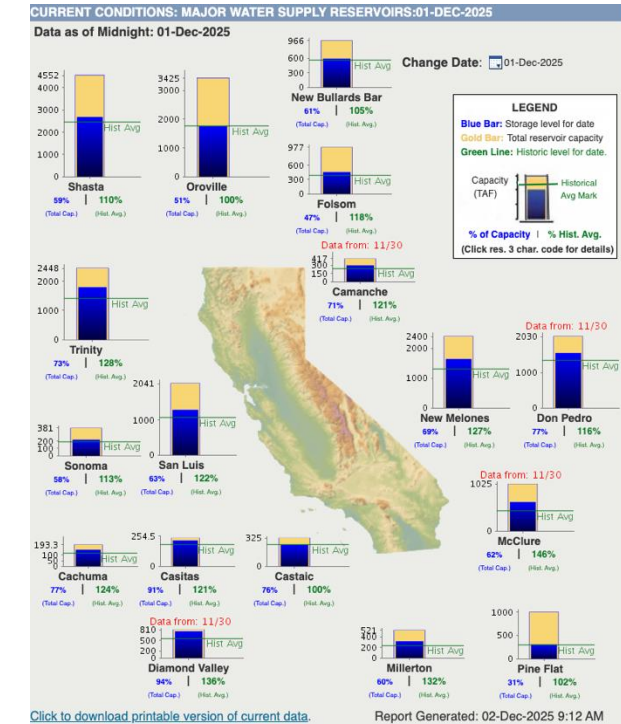 CURRENT CONDITIONS: MAJOR WATER SUPPLY RESERVOIRS:01-DEC-2025
Data as of Midnight: 01-Dec-2025
Change Date: 01-Dec-2025
LEGEND
Blue Bar: Storage level for date
Gold Bar: Total reservoir capacity
Green Line: Historic level for date.
Capacity
(TAF)
Historical
Avg Mark
% of Capacity | % Hist. Avg.
(Click res. 3 char. code for details)
4552
4000
3000
2000
1000
0
Hist Avg
Shasta
59% | 110%
(Total Cap.) (Hist. Avg.)
3425
3000
2000
1000
0
Hist Avg
Oroville
51% | 100%
(Total Cap.) (Hist. Avg.)
966
600
300
0
Hist Avg
New Bullards Bar
61% | 105%
(Total Cap.) (Hist. Avg.)
977
600
300
0
Hist Avg
Folsom
47% | 118%
(Total Cap.) (Hist. Avg.)
Data from: 11/30
417
300
150
0
Hist Avg
Camanche
71% | 121%
(Total Cap.) (Hist. Avg.)
2448
2000
1000
0
Hist Avg
Trinity
73% | 128%
(Total Cap.) (Hist. Avg.)
2400
2000
1000
0
Hist Avg
New Melones
69% | 127%
(Total Cap.) (Hist. Avg.)
Data from: 11/30
2030
1000
0
Hist Avg
Don Pedro
77% | 116%
(Total Cap.) (Hist. Avg.)
381
200
100
0
Hist Avg
Sonoma
58% | 113%
(Total Cap.) (Hist. Avg.)
2041
1000
0
Hist Avg
San Luis
63% | 122%
(Total Cap.) (Hist. Avg.)
Data from: 11/30
1025
0
Hist Avg
McClure
62% | 146%
(Total Cap.) (Hist. Avg.)
193.3
100
50
0
Hist Avg
Cachuma
77% | 124%
(Total Cap.) (Hist. Avg.)
254.5
0
Hist Avg
Casitas
91% | 121%
(Total Cap.) (Hist. Avg.)
325
0
Hist Avg
Castaic
76% | 100%
(Total Cap.) (Hist. Avg.)
Data from: 11/30
810
500
200
0
Hist Avg
Diamond Valley
94% | 136%
(Total Cap.) (Hist. Avg.)
521
400
200
0
Hist Avg
Millerton
60% | 132%
(Total Cap.) (Hist. Avg.)
1000
500
0
Hist Avg
Pine Flat
31% | 102%
(Total Cap.) (Hist. Avg.)
Click to download printable version of current data.
Report Generated: 02-Dec-2025 9:12 AM